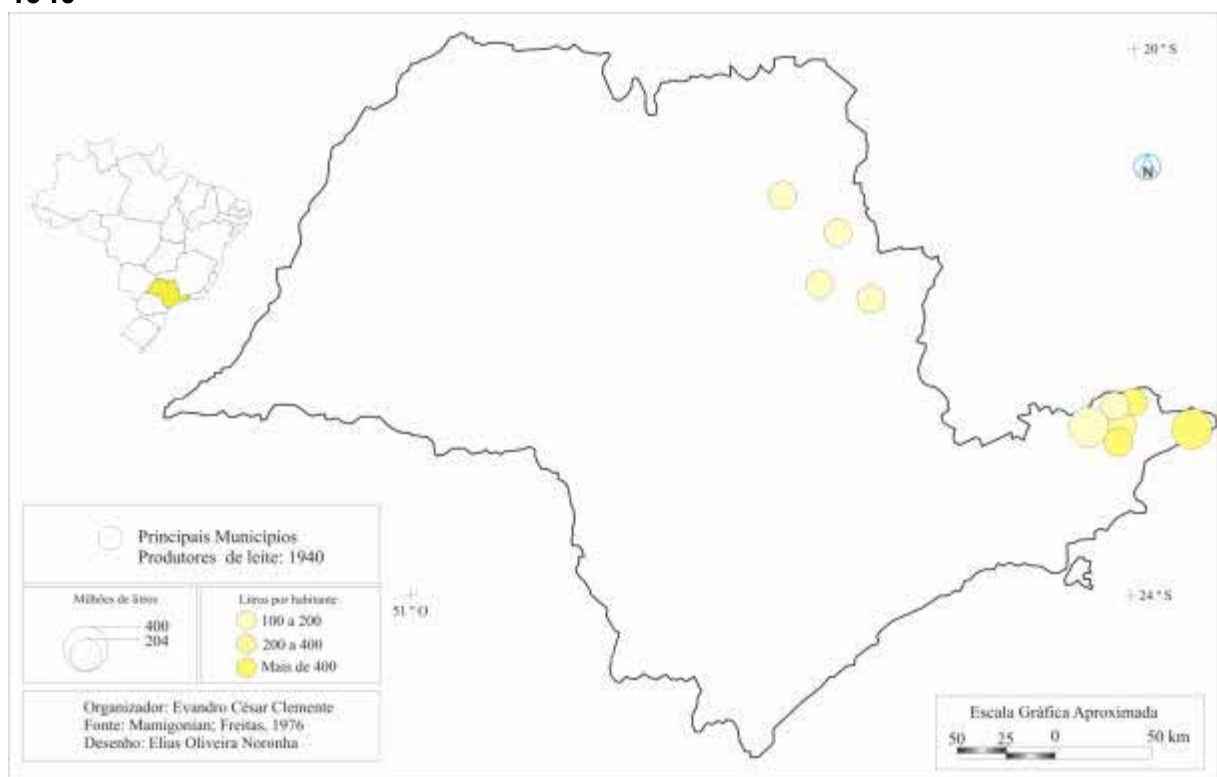 20 ° S
N
Principais Municípios
Produtores de leite: 1940
Milhões de litros
400
204
Litros por habitante
100 a 200
200 a 400
Mais de 400
51 ° O
24 ° S
Organizador: Evandro César Clemente
Fonte: Mamigonian; Freitas, 1976
Desenho: Elias Oliveira Noronha
Escala Gráfica Aproximada
50 25 0 50 km